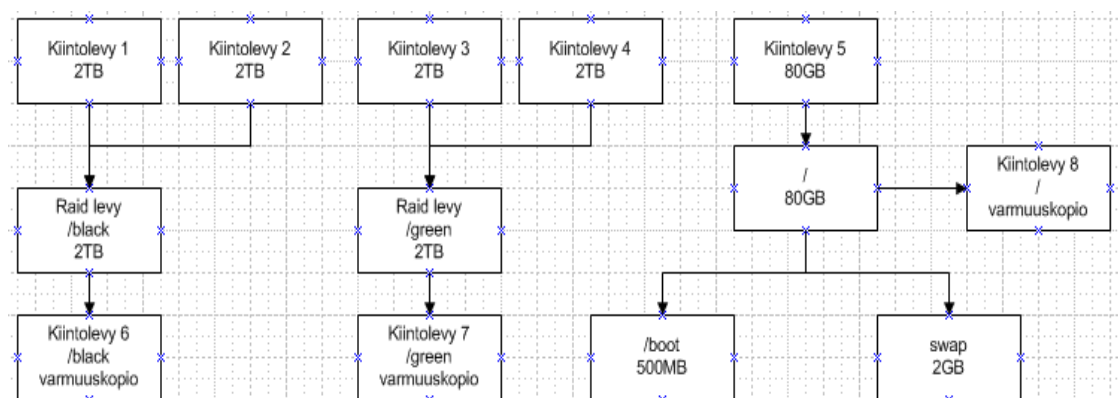 Kiintolevy 1
2TB
Kiintolevy 2
2TB
Kiintolevy 3
2TB
Kiintolevy 4
2TB
Kiintolevy 5
80GB
/
80GB
Kiintolevy 8
/
varmuuskopio
Raid levy
/black
2TB
Raid levy
/green
2TB
Kiintolevy 6
/black
varmuuskopio
Kiintolevy 7
/green
varmuuskopio
/boot
500MB
swap
2GB